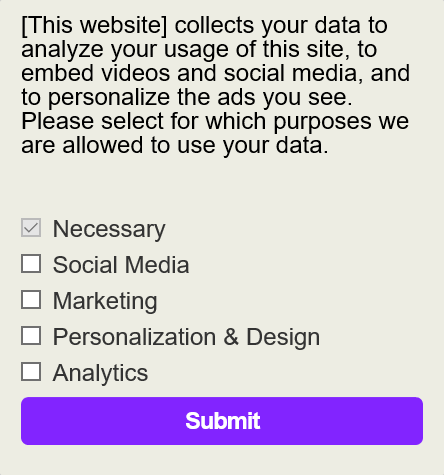 [This website] collects your data to
analyze your usage of this site, to
embed videos and social media, and
to personalize the ads you see.
Please select for which purposes we
are allowed to use your data.
Necessary
Social Media
Marketing
Personalization & Design
Analytics
Submit